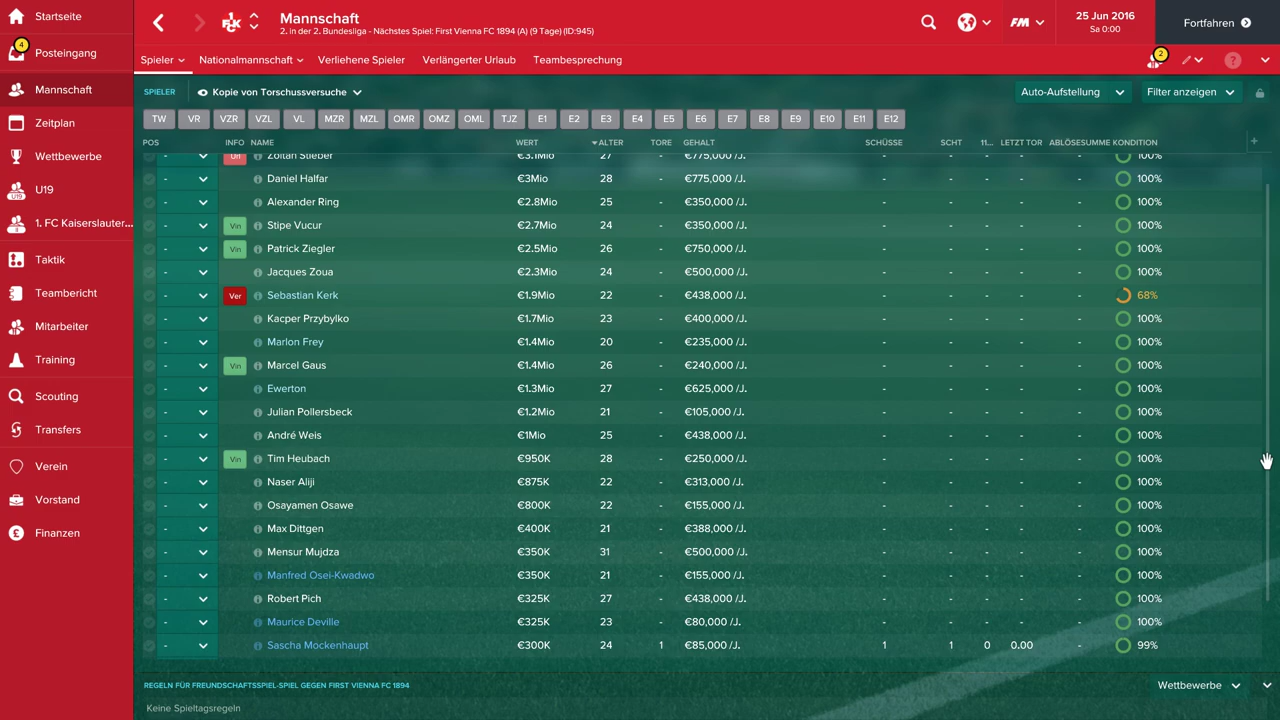 Startseite
4
Posteingang
Mannschaft
Zeitplan
Wettbewerbe
U19
1. FC Kaiserslauter...
Taktik
Teambericht
Mitarbeiter
Training
Scouting
Transfers
Verein
Vorstand
Finanzen
Mannschaft
2. in der 2. Bundesliga - Nächstes Spiel: First Vienna FC 1894 (A) (9 Tage) (ID:945)
FM
25 Jun 2016
Sa 0:00
Fortfahren
Spieler Nationalmannschaft Verliehene Spieler Verlängerter Urlaub Teambesprechung 2
SPIELER Kopie von Torschussversuche Auto-Aufstellung Filter anzeigen
TW VR VZR VZL VL MZR MZL OMR OMZ OML TJZ E1 E2 E3 E4 E5 E6 E7 E8 E9 E10 E11 E12
POS INFO NAME WERT ALTER TORE GEHALT SCHÜSSE SCHT 11... LETZT TOR ABLÖSESUMME KONDITION
- Zoltán Stieber €3.1Mio 27 - €775,000 /J. - - - - - 100%
- Daniel Halfar €3Mio 28 - €775,000 /J. - - - - - 100%
- Alexander Ring €2.8Mio 25 - €350,000 /J. - - - - - 100%
- Vin Stipe Vucur €2.7Mio 24 - €350,000 /J. - - - - - 100%
- Vin Patrick Ziegler €2.5Mio 26 - €750,000 /J. - - - - - 100%
- Jacques Zoua €2.3Mio 24 - €500,000 /J. - - - - - 100%
- Ver Sebastian Kerk €1.9Mio 22 - €438,000 /J. - - - - - 68%
- Kacper Przybylko €1.7Mio 23 - €400,000 /J. - - - - - 100%
- Marlon Frey €1.4Mio 20 - €235,000 /J. - - - - - 100%
- Vin Marcel Gaus €1.4Mio 26 - €240,000 /J. - - - - - 100%
- Ewerton €1.3Mio 27 - €625,000 /J. - - - - - 100%
- Julian Pollersbeck €1.2Mio 21 - €105,000 /J. - - - - - 100%
- André Weis €1Mio 25 - €438,000 /J. - - - - - 100%
- Vin Tim Heubach €950K 28 - €250,000 /J. - - - - - 100%
- Naser Aliji €875K 22 - €313,000 /J. - - - - - 100%
- Osayamen Osawe €800K 22 - €155,000 /J. - - - - - 100%
- Max Dittgen €400K 21 - €388,000 /J. - - - - - 100%
- Mensur Mujdza €350K 31 - €500,000 /J. - - - - - 100%
- Manfred Osei-Kwadwo €350K 21 - €155,000 /J. - - - - - 100%
- Robert Pich €325K 27 - €438,000 /J. - - - - - 100%
- Maurice Deville €325K 23 - €80,000 /J. - - - - - 100%
- Sascha Mockenhaupt €300K 24 1 €85,000 /J. 1 1 0 0.00 - 99%
REGELN FÜR FREUNDSCHAFTSSPIEL-SPIEL GEGEN FIRST VIENNA FC 1894 Wettbewerbe
Keine Spieltagsregeln